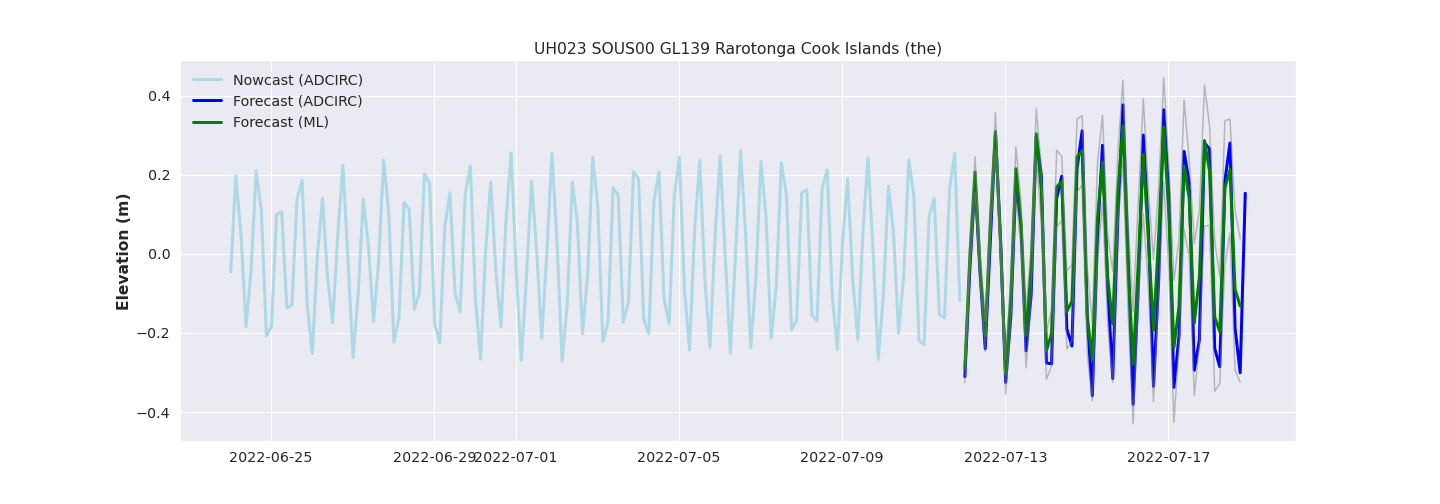 UH023 SOUS00 GL139 Rarotonga Cook Islands (the)
Nowcast (ADCIRC)
Forecast (ADCIRC)
Forecast (ML)
Elevation (m)
0.4
0.2
0.0
−0.2
−0.4
2022-06-25
2022-06-29
2022-07-01
2022-07-05
2022-07-09
2022-07-13
2022-07-17